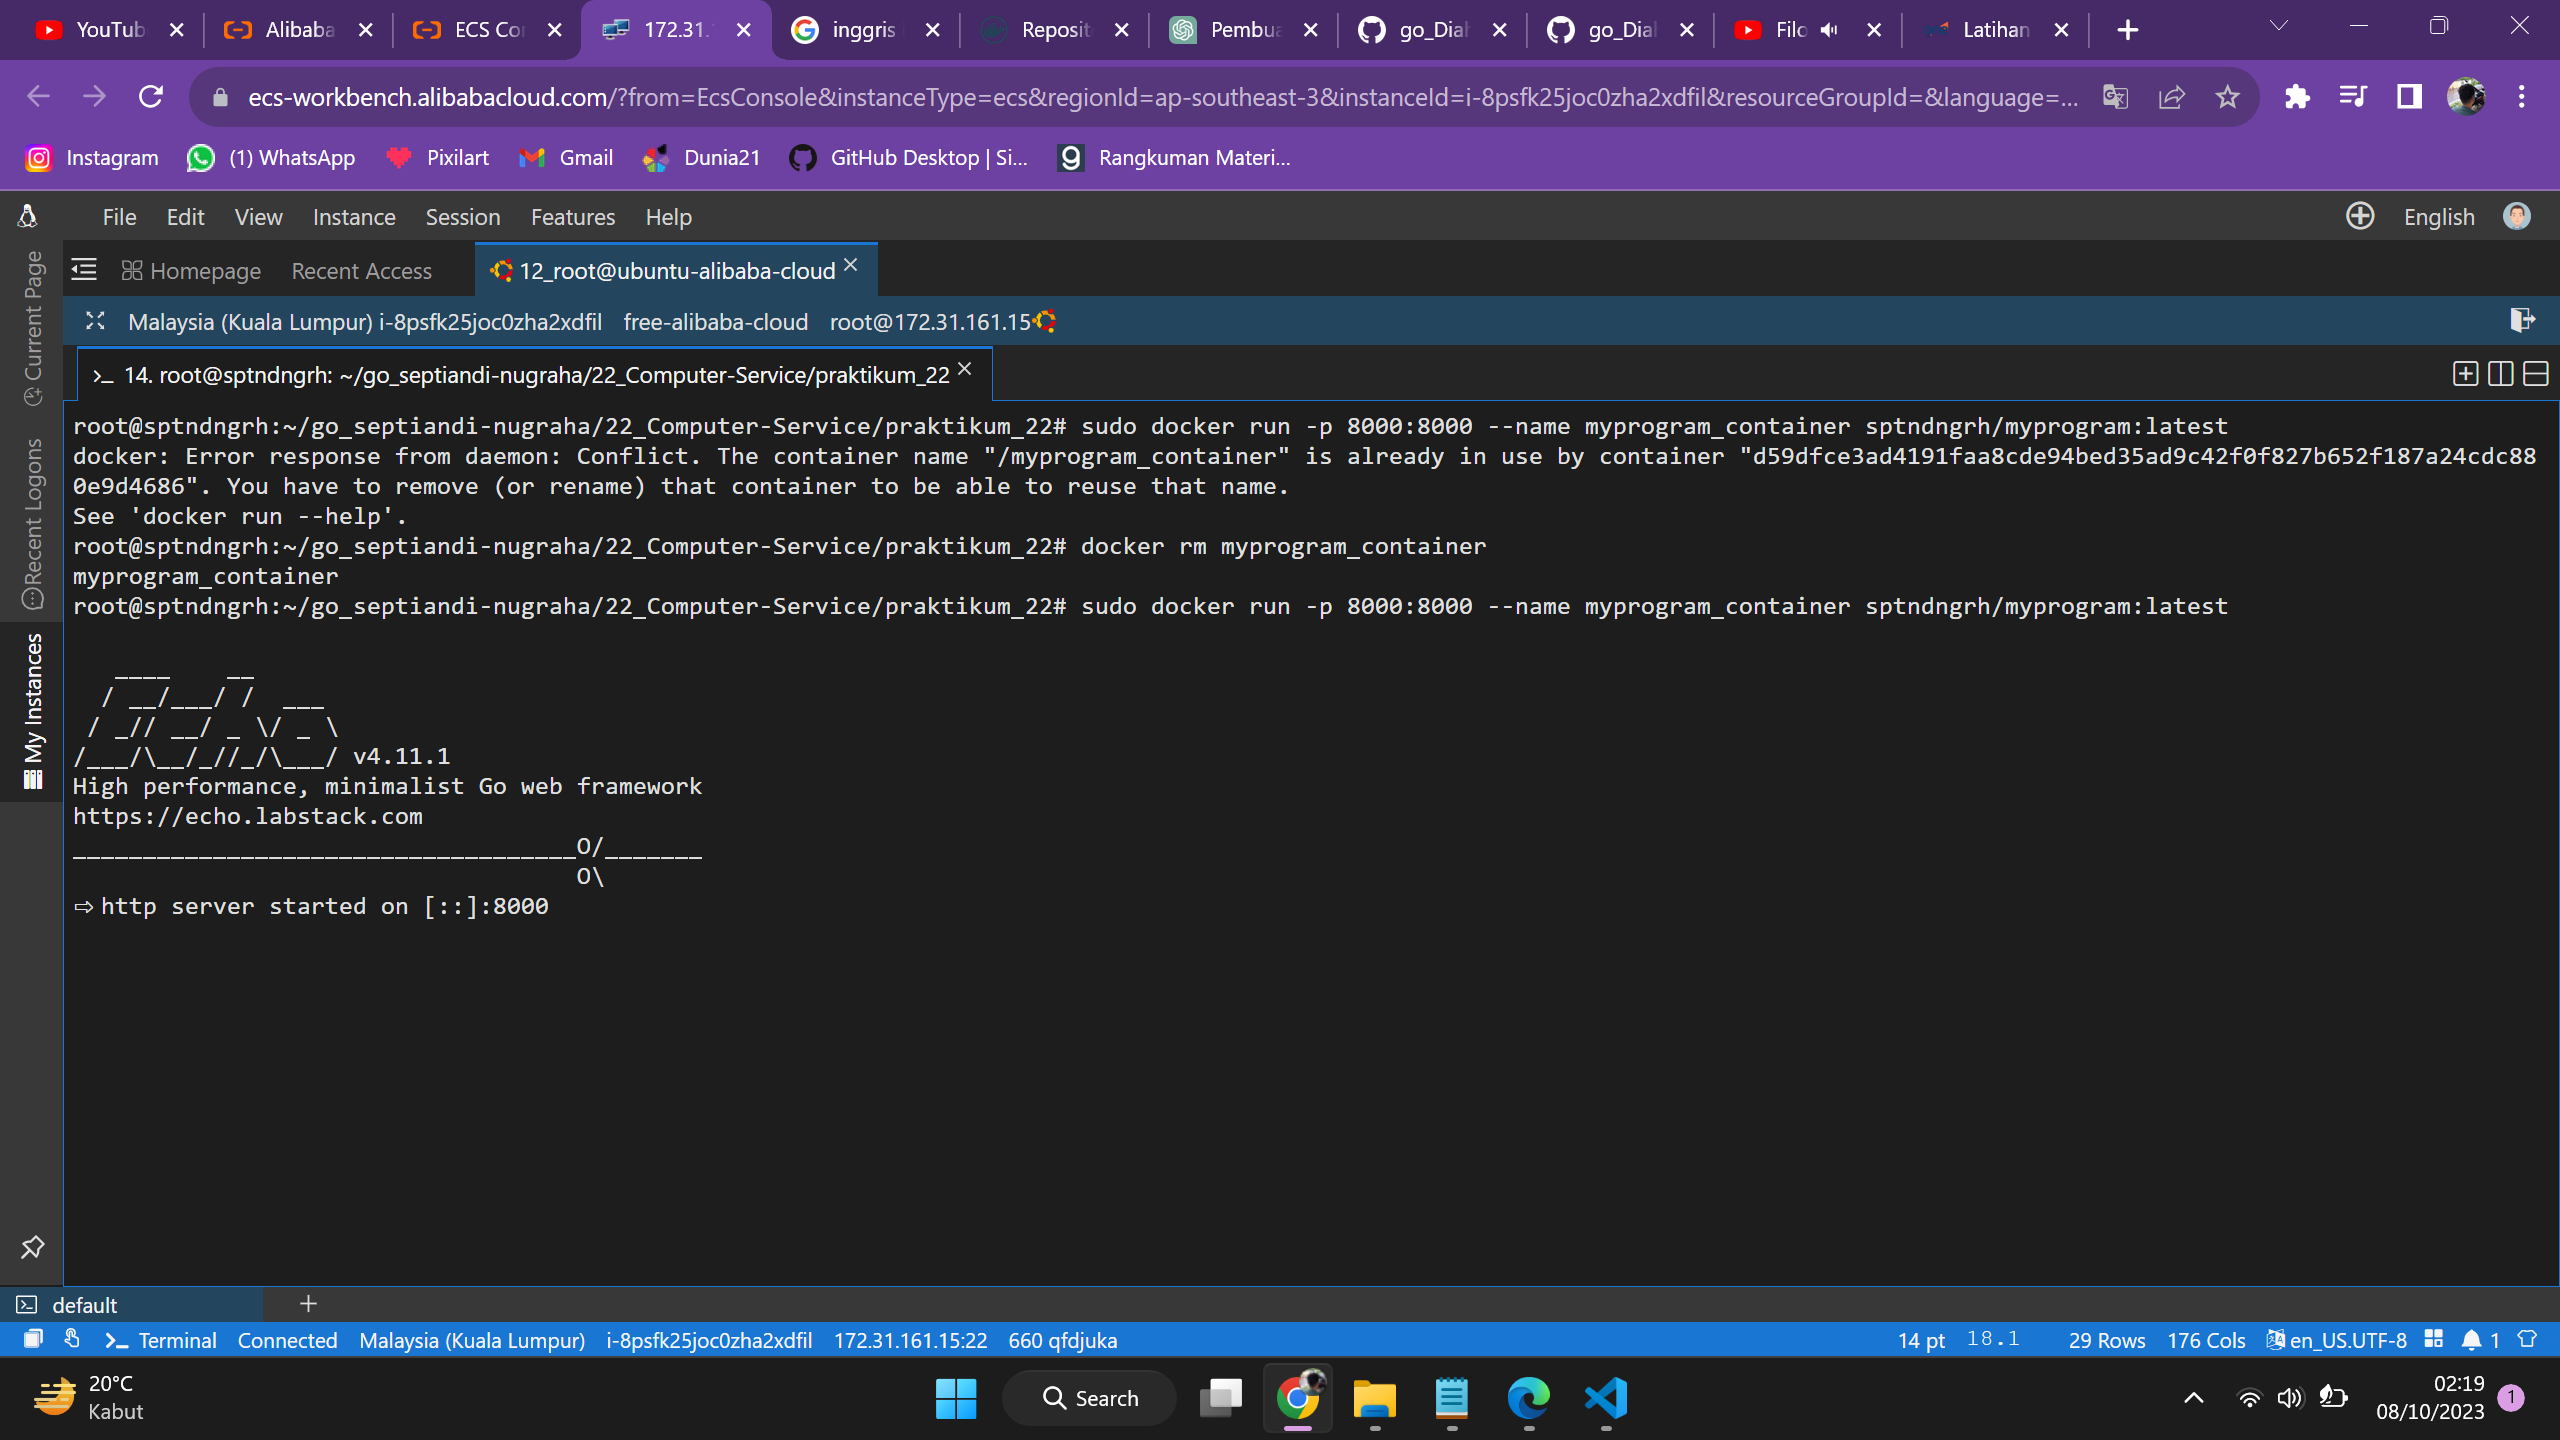 YouTub
Alibaba
ECS Cor
172.31.
inggris
Reposit
Pembua
go_Diah
go_Diah
Filo
Latihan
ecs-workbench.alibabacloud.com/?from=EcsConsole&instanceType=ecs&regionId=ap-southeast-3&instanceId=i-8psfk25joc0zha2xdfil&resourceGroupId=&language=...
Instagram
(1) WhatsApp
Pixilart
Gmail
Dunia21
GitHub Desktop | Si...
Rangkuman Materi...
File Edit View Instance Session Features Help
English
Current Page
Recent Logons
My Instances
Homepage
Recent Access
12_root@ubuntu-alibaba-cloud
Malaysia (Kuala Lumpur) i-8psfk25joc0zha2xdfil free-alibaba-cloud root@172.31.161.15
14. root@sptndngrh: ~/go_septiandi-nugraha/22_Computer-Service/praktikum_22
root@sptndngrh:~/go_septiandi-nugraha/22_Computer-Service/praktikum_22# sudo docker run -p 8000:8000 --name myprogram_container sptndngrh/myprogram:latest
docker: Error response from daemon: Conflict. The container name "/myprogram_container" is already in use by container "d59dfce3ad4191faa8cde94bed35ad9c42f0f827b652f187a24cdc88
0e9d4686". You have to remove (or rename) that container to be able to reuse that name.
See 'docker run --help'.
root@sptndngrh:~/go_septiandi-nugraha/22_Computer-Service/praktikum_22# docker rm myprogram_container
myprogram_container
root@sptndngrh:~/go_septiandi-nugraha/22_Computer-Service/praktikum_22# sudo docker run -p 8000:8000 --name myprogram_container sptndngrh/myprogram:latest
   ____    __
  / __/___/ /  ___
 / _// __/ _ \/ _ \
/___/\__/_//_/\___/ v4.11.1
High performance, minimalist Go web framework
https://echo.labstack.com
____________________________________O/_______
                                    O\
⇨ http server started on [::]:8000
default
Terminal Connected Malaysia (Kuala Lumpur) i-8psfk25joc0zha2xdfil 172.31.161.15:22 660 qfdjuka
14 pt 18.1 29 Rows 176 Cols en_US.UTF-8 1
20°C
Kabut
Search
02:19
08/10/2023
1